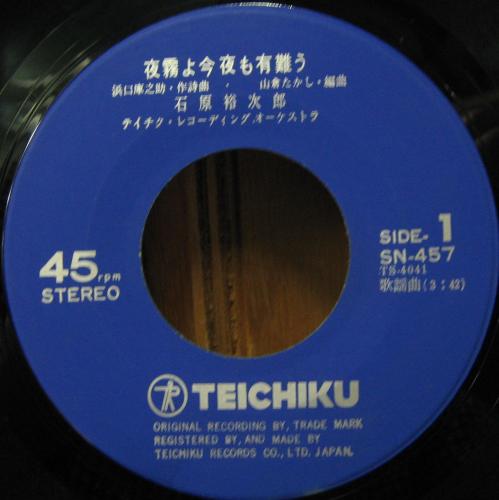 夜霧よ今夜も有難う
浜口庫之助・作詩曲 ・ 山倉たかし・編曲
石原裕次郎
テイチク・レコーディング.オーケストラ
45rpm
STEREO
SIDE-1
SN-457
TS-4041
歌謡曲(3:42)
TEICHIKU
ORIGINAL RECORDING BY, TRADE MARK
REGISTERED BY, AND MADE BY
TEICHIKU RECORDS CO., LTD. JAPAN.